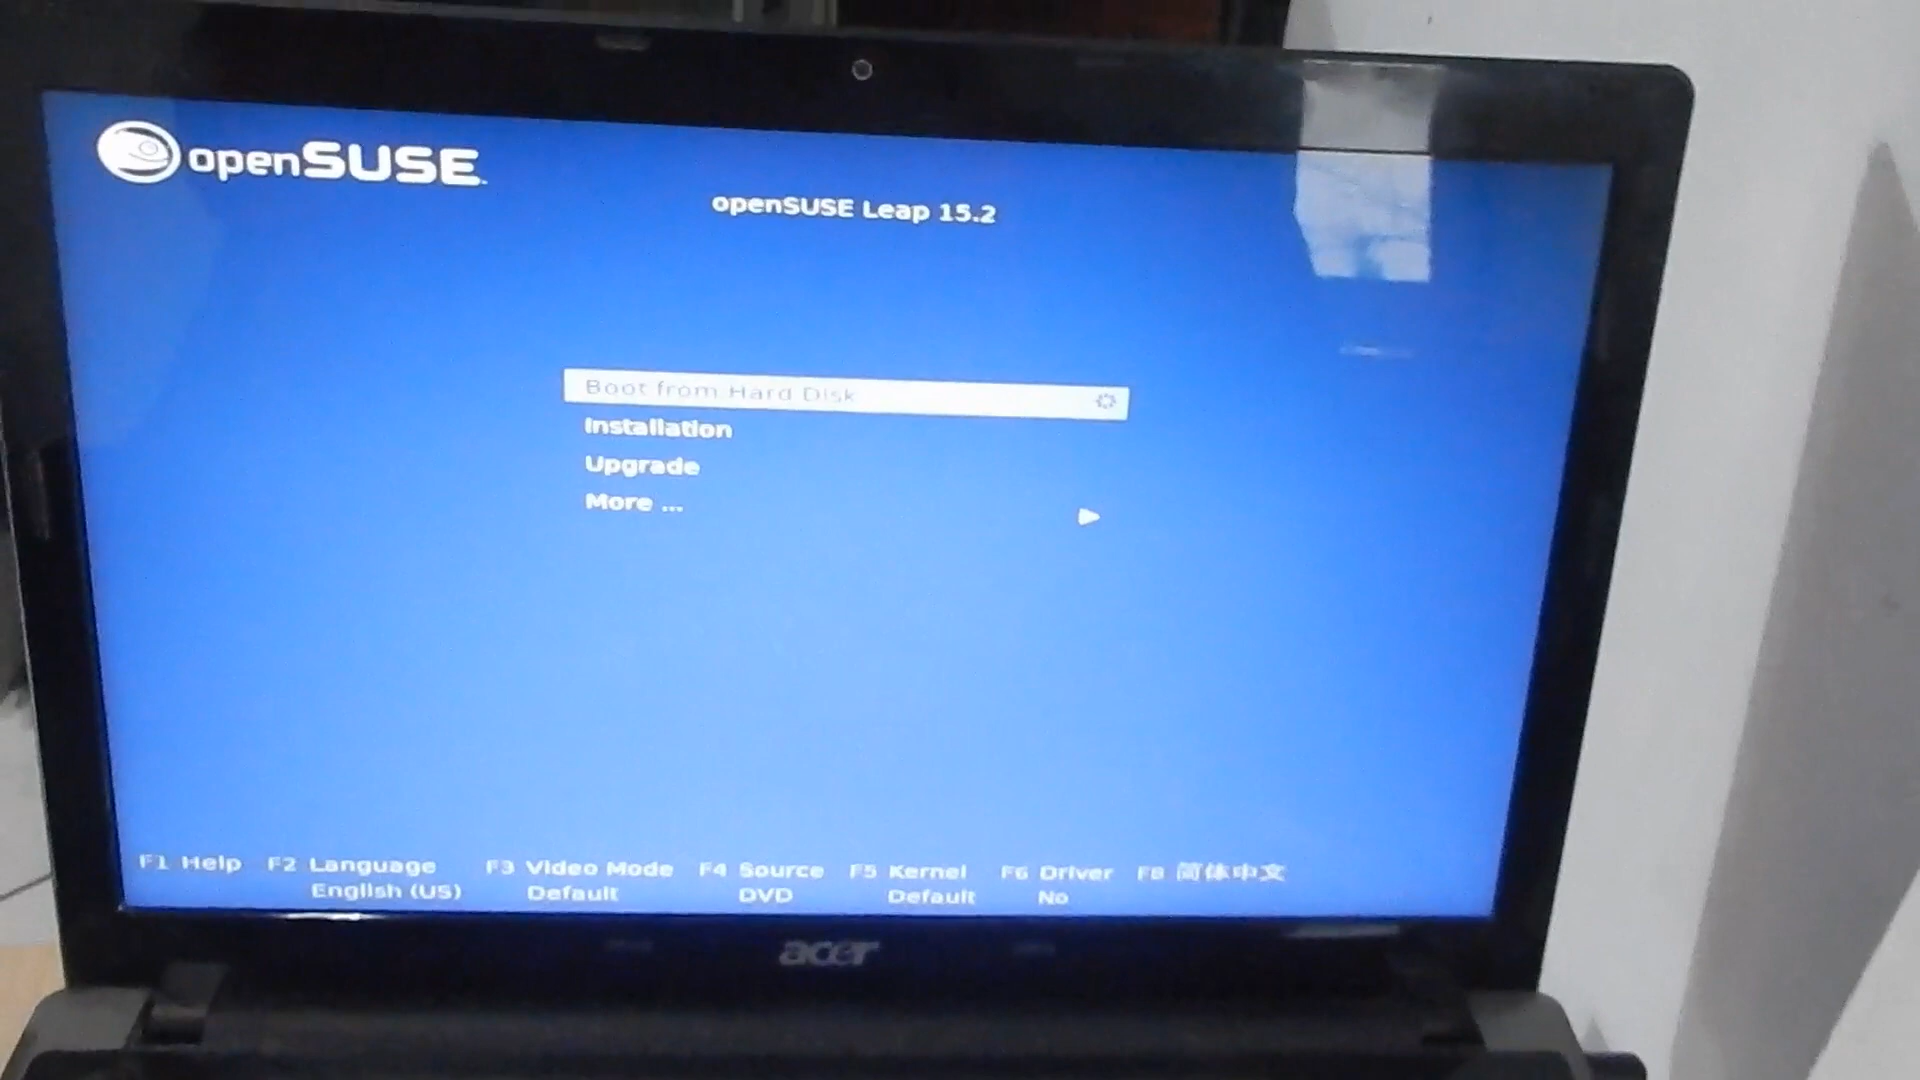 openSUSE
openSUSE Leap 15.2
Boot from Hard Disk
Installation
Upgrade
More ...
F1 Help F2 Language F3 Video Mode F4 Source F5 Kernel F6 Driver F8 简体中文
English (US) Default DVD Default No
acer